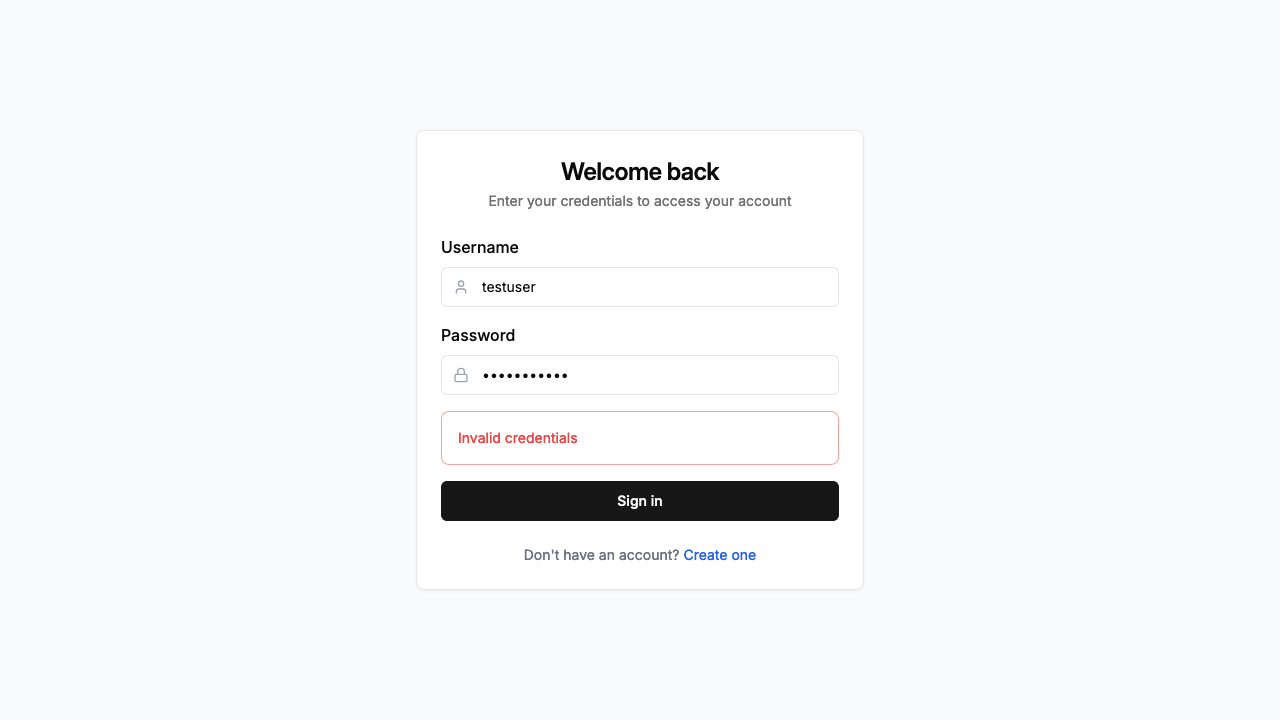 Welcome back
Enter your credentials to access your account
Username
testuser
Password
•••••••••••
Invalid credentials
Sign in
Don't have an account? Create one